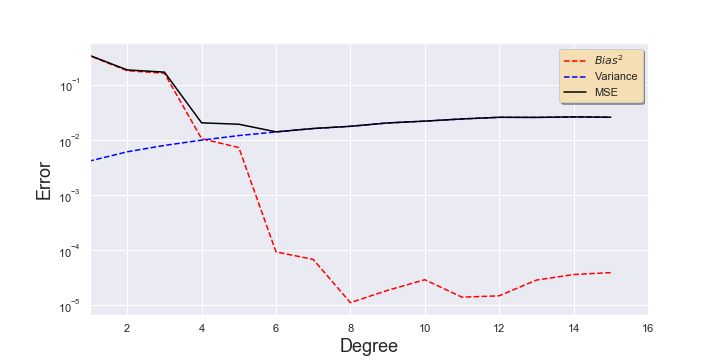 Bias²
Variance
MSE
Error
10⁻¹
10⁻²
10⁻³
10⁻⁴
10⁻⁵
2 4 6 8 10 12 14 16
Degree